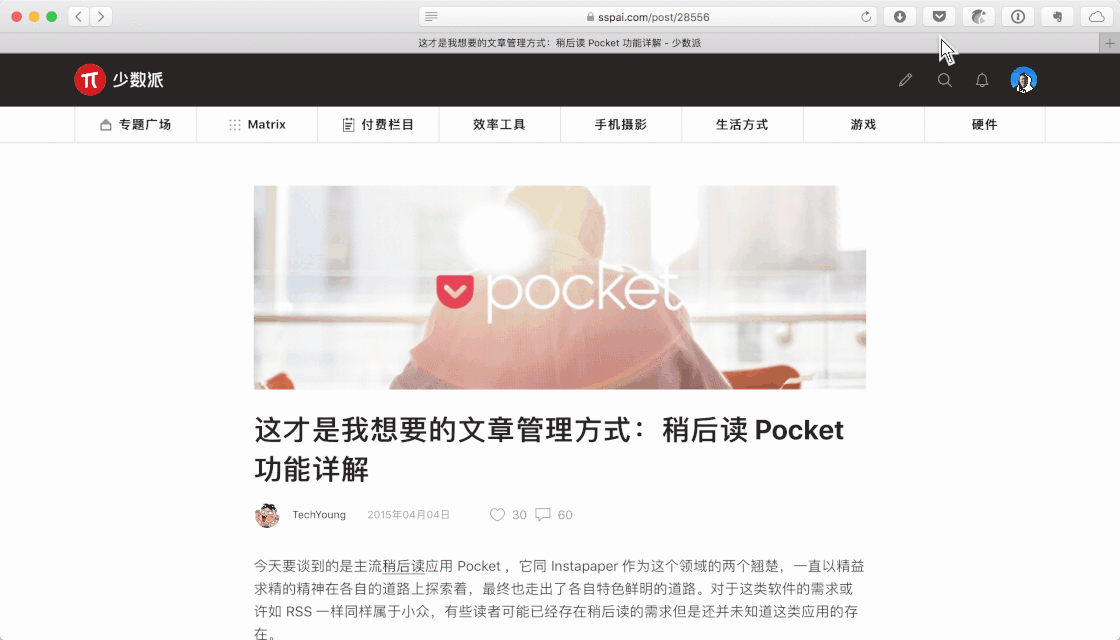 sspai.com/post/28556
这才是我想要的文章管理方式：稍后读 Pocket 功能详解 - 少数派
少数派
专题广场
Matrix
付费栏目
效率工具
手机摄影
生活方式
游戏
硬件
pocket
这才是我想要的文章管理方式：稍后读 Pocket
功能详解
TechYoung 2015年04月04日 30 60
今天要谈到的是主流稍后读应用 Pocket ，它同 Instapaper 作为这个领域的两个翘楚，一直以精益
求精的精神在各自的道路上探索着，最终也走出了各自特色鲜明的道路。对于这类软件的需求或
许如 RSS 一样同样属于小众，有些读者可能已经存在稍后读的需求但是还并未知道这类应用的存
在。